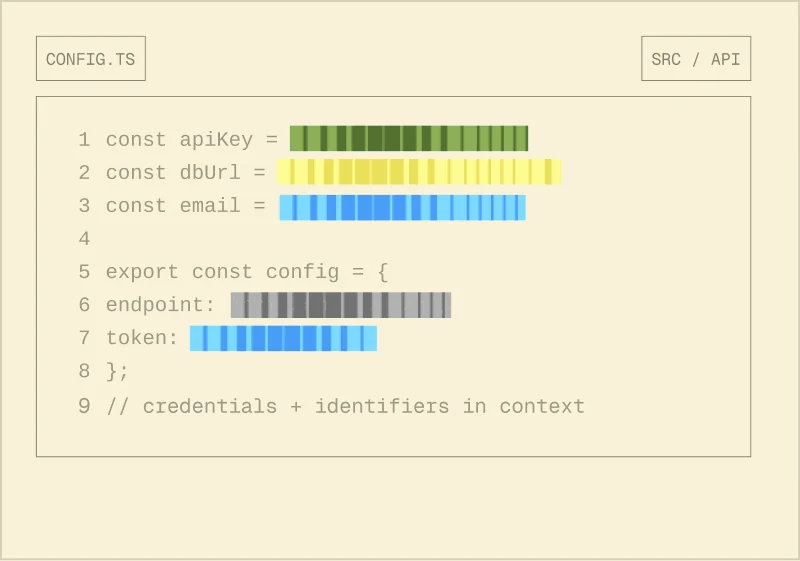 CONFIG.TS
SRC / API
1 const apiKey =
2 const dbUrl =
3 const email =
4
5 export const config = {
6 endpoint:
7 token:
8 };
9 // credentials + identifiers in context